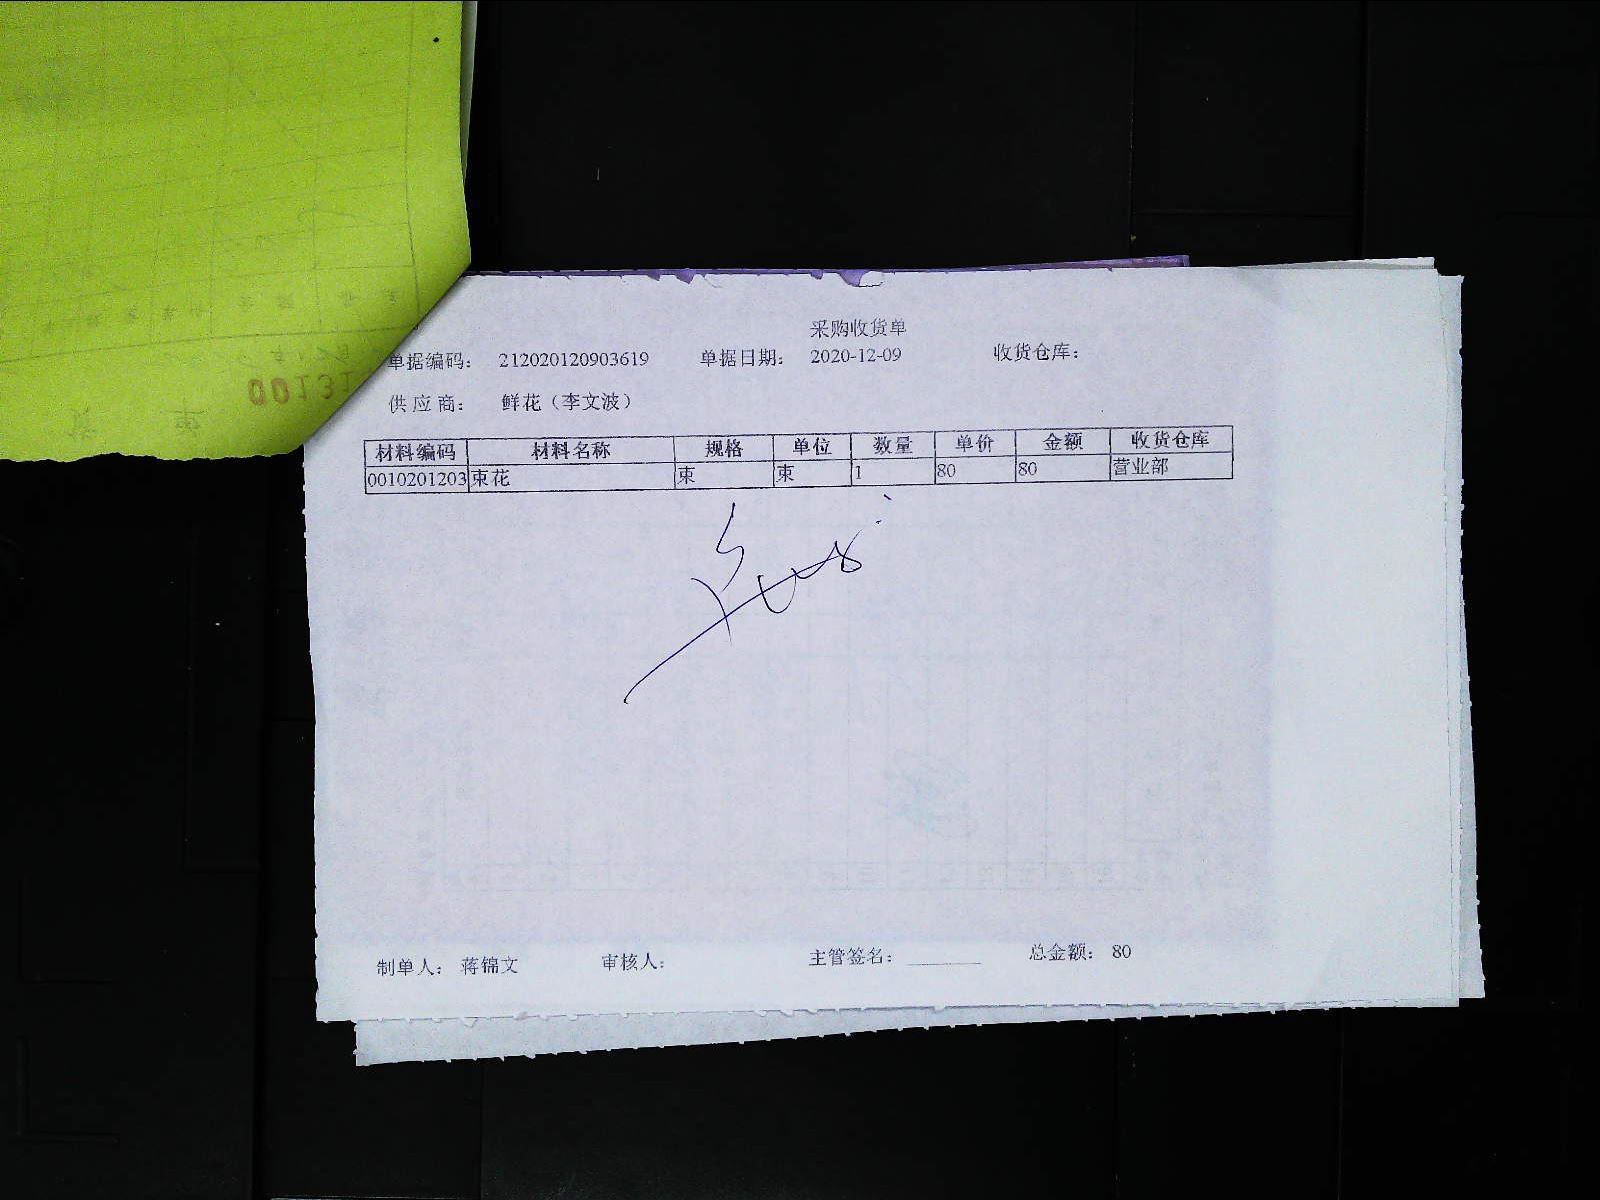 采购收货单
单据编码： 212020120903619 单据日期： 2020-12-09 收货仓库：
供应商： 鲜花（李文波）
材料编码 材料名称 规格 单位 数量 单价 金额 收货仓库
0010201203 束花 束 束 1 80 80 营业部
制单人： 蒋锦文 审核人： 主管签名： 总金额： 80
0013